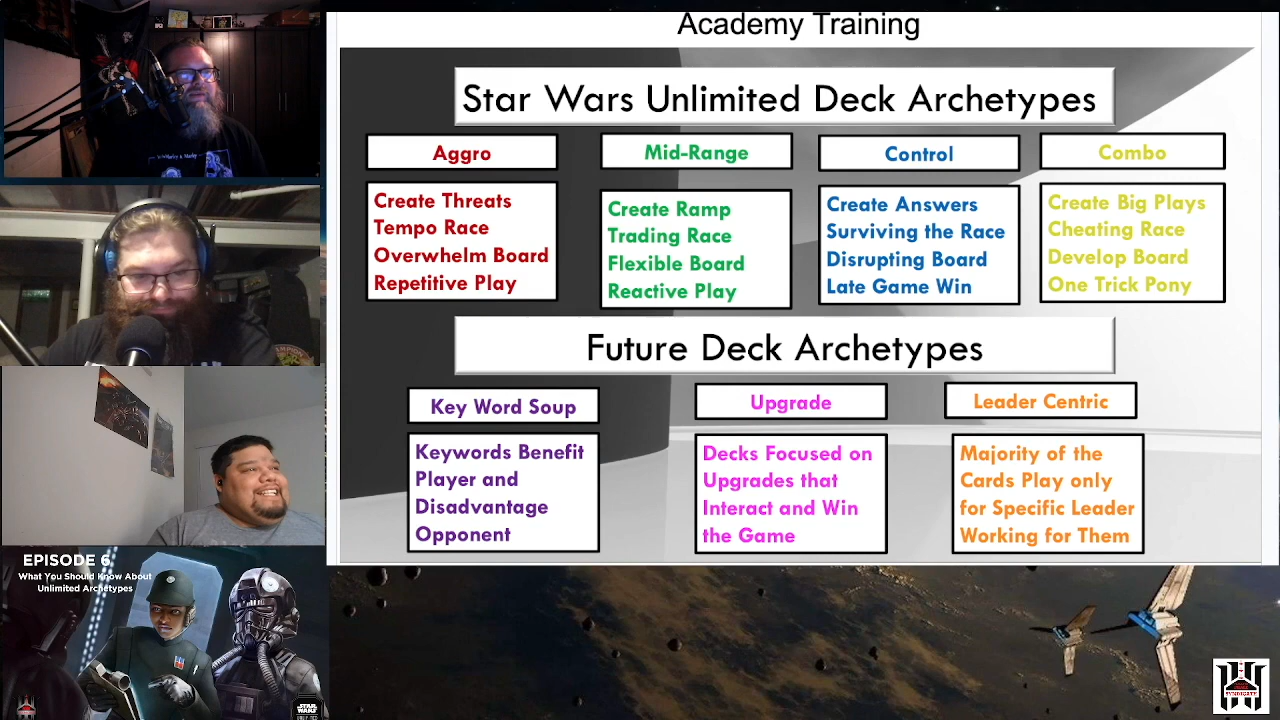 Academy Training
Star Wars Unlimited Deck Archetypes
Aggro
Create Threats
Tempo Race
Overwhelm Board
Repetitive Play
Mid-Range
Create Ramp
Trading Race
Flexible Board
Reactive Play
Control
Create Answers
Surviving the Race
Disrupting Board
Late Game Win
Combo
Create Big Plays
Cheating Race
Develop Board
One Trick Pony
Future Deck Archetypes
Key Word Soup
Keywords Benefit
Player and
Disadvantage
Opponent
Upgrade
Decks Focused on
Upgrades that
Interact and Win
the Game
Leader Centric
Majority of the
Cards Play only
for Specific Leader
Working for Them
EPISODE 6
What You Should Know About
Unlimited Archetypes
STAR
WARS
SYNDICATE